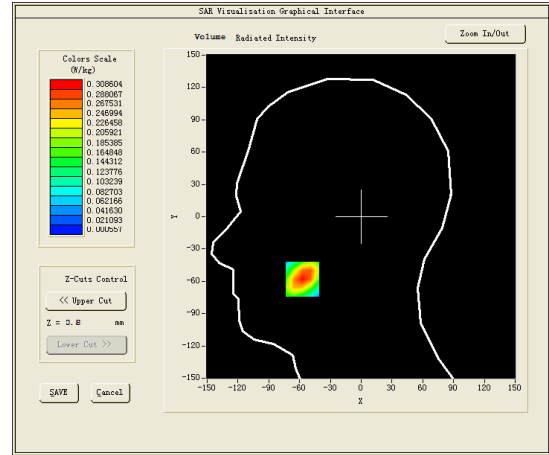 SAR Visualisation Graphical Interface
Volume Radiated Intensity
Zoom In/Out
Colors Scale
(W/kg)
0.308604
0.288067
0.267531
0.246994
0.226458
0.205921
0.185385
0.164848
0.144312
0.123776
0.103239
0.082703
0.062166
0.041630
0.021093
0.000557
150
120
90
60
30
0
-30
-60
-90
-120
-150
Y
-150 -120 -90 -60 -30 0 30 60 90 120 150
X
Z-Cuts Control
<< Upper Cut
Z = 0.8 mm
Lower Cut >>
SAVE Cancel